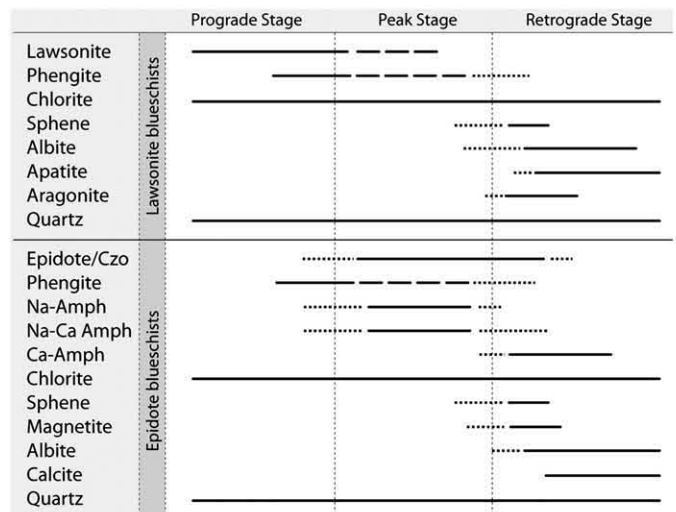 Prograde Stage Peak Stage Retrograde Stage
Lawsonite blueschists
Lawsonite
Phengite
Chlorite
Sphene
Albite
Apatite
Aragonite
Quartz
Epidote blueschists
Epidote/Czo
Phengite
Na-Amph
Na-Ca Amph
Ca-Amph
Chlorite
Sphene
Magnetite
Albite
Calcite
Quartz